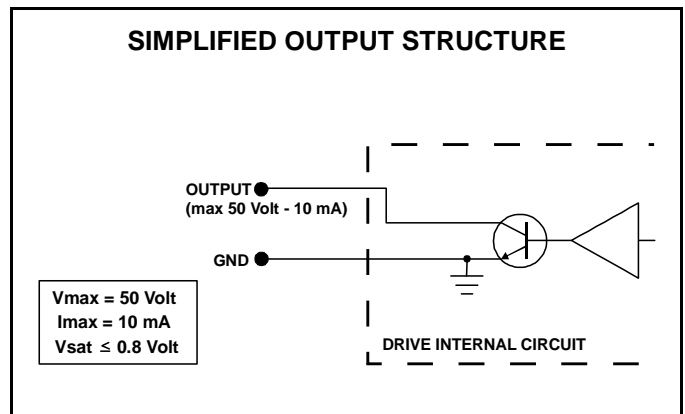 SIMPLIFIED OUTPUT STRUCTURE
OUTPUT
(max 50 Volt - 10 mA)
GND
Vmax = 50 Volt
Imax = 10 mA
Vsat ≤ 0.8 Volt
DRIVE INTERNAL CIRCUIT